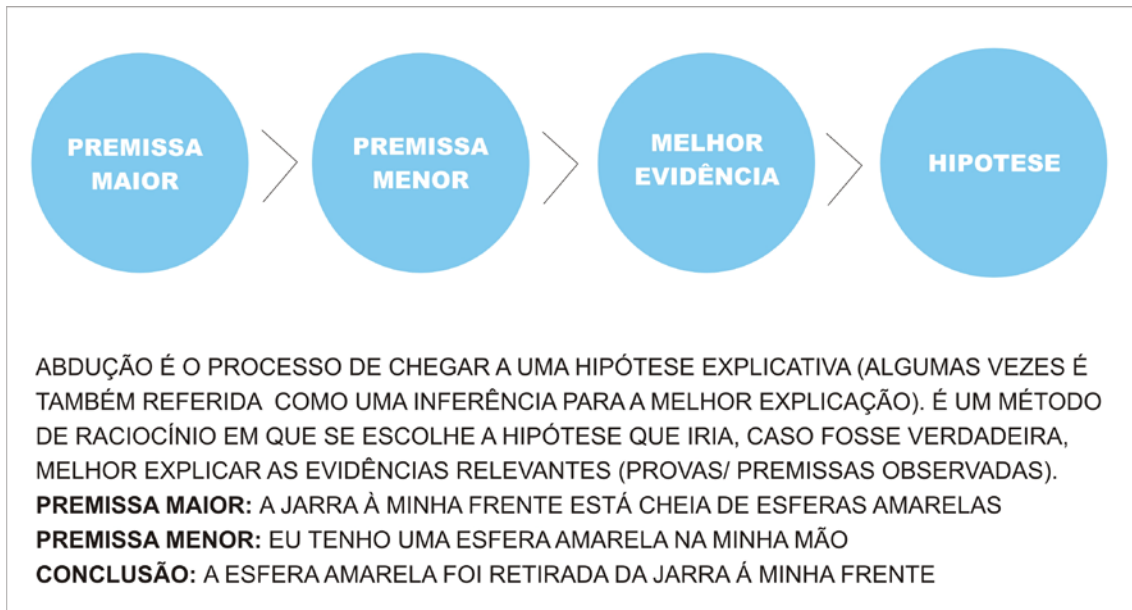 PREMISSA
MAIOR
PREMISSA
MENOR
MELHOR
EVIDÊNCIA
HIPOTESE
ABDUÇÃO É O PROCESSO DE CHEGAR A UMA HIPÓTESE EXPLICATIVA (ALGUMAS VEZES É
TAMBÉM REFERIDA COMO UMA INFERÊNCIA PARA A MELHOR EXPLICAÇÃO). É UM MÉTODO
DE RACIOCÍNIO EM QUE SE ESCOLHE A HIPÓTESE QUE IRIA, CASO FOSSE VERDADEIRA,
MELHOR EXPLICAR AS EVIDÊNCIAS RELEVANTES (PROVAS/ PREMISSAS OBSERVADAS).
PREMISSA MAIOR: A JARRA À MINHA FRENTE ESTÁ CHEIA DE ESFERAS AMARELAS
PREMISSA MENOR: EU TENHO UMA ESFERA AMARELA NA MINHA MÃO
CONCLUSÃO: A ESFERA AMARELA FOI RETIRADA DA JARRA Á MINHA FRENTE